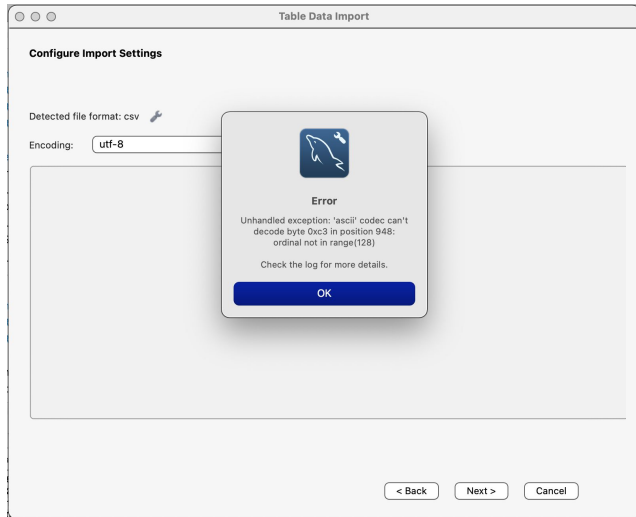 Table Data Import
Configure Import Settings
Detected file format: csv
Encoding: utf-8
Error
Unhandled exception: 'ascii' codec can't
decode byte 0xc3 in position 948:
ordinal not in range(128)
Check the log for more details.
OK
< Back Next > Cancel